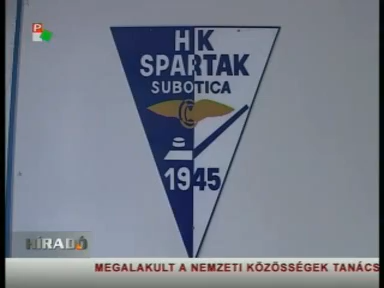 P
HK
SPARTAK
SUBOTICA
1945
HÍRADÓ
MEGALAKULT A NEMZETI KÖZÖSSÉGEK TANÁCS